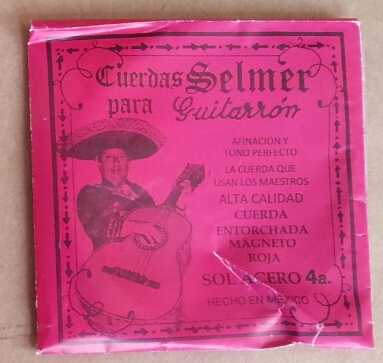 Cuerdas Selmer
para Guitarrón
AFINACION Y
TONO PERFECTO
LA CUERDA QUE
USAN LOS MAESTROS
ALTA CALIDAD
CUERDA
ENTORCHADA
MAGNETO
ROJA
SOL ACERO 4a.
HECHO EN MEXICO